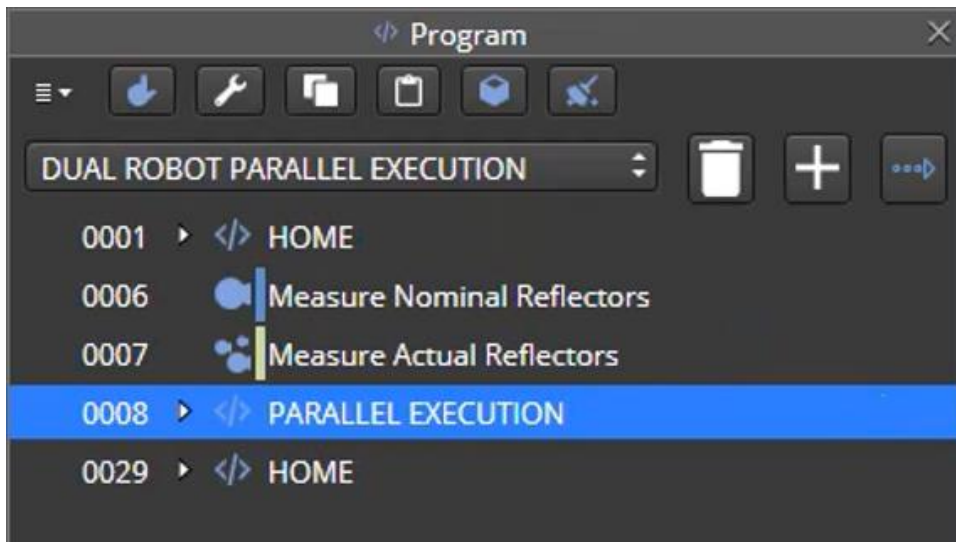 Program
DUAL ROBOT PARALLEL EXECUTION
0001 HOME
0006 Measure Nominal Reflectors
0007 Measure Actual Reflectors
0008 PARALLEL EXECUTION
0029 HOME